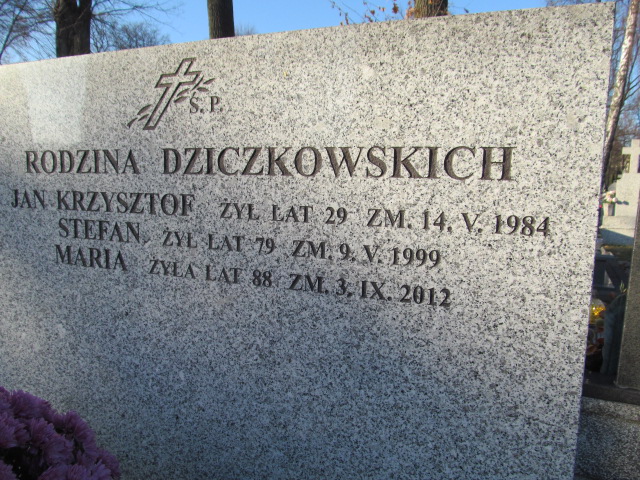 Ś. P.
RODZINA DZICZKOWSKICH
JAN KRZYSZTOF ŻYŁ LAT 29 ZM. 14. V. 1984
STEFAN ŻYŁ LAT 79 ZM. 9. V. 1999
MARIA ŻYŁA LAT 88 ZM. 3. IX. 2012